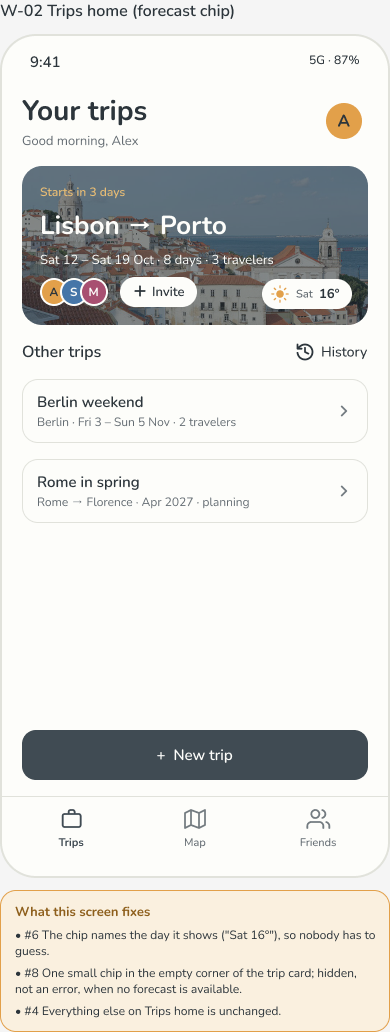 W-02 Trips home (forecast chip)
9:41
5G · 87%
Your trips
A
Good morning, Alex
Starts in 3 days
Lisbon → Porto
Sat 12 – Sat 19 Oct · 8 days · 3 travelers
A S M
+ Invite
Sat 16°
Other trips
History
Berlin weekend
Berlin · Fri 3 – Sun 5 Nov · 2 travelers
Rome in spring
Rome → Florence · Apr 2027 · planning
+ New trip
Trips
Map
Friends
What this screen fixes
• #6 The chip names the day it shows ("Sat 16°"), so nobody has to
guess.
• #8 One small chip in the empty corner of the trip card; hidden,
not an error, when no forecast is available.
• #4 Everything else on Trips home is unchanged.